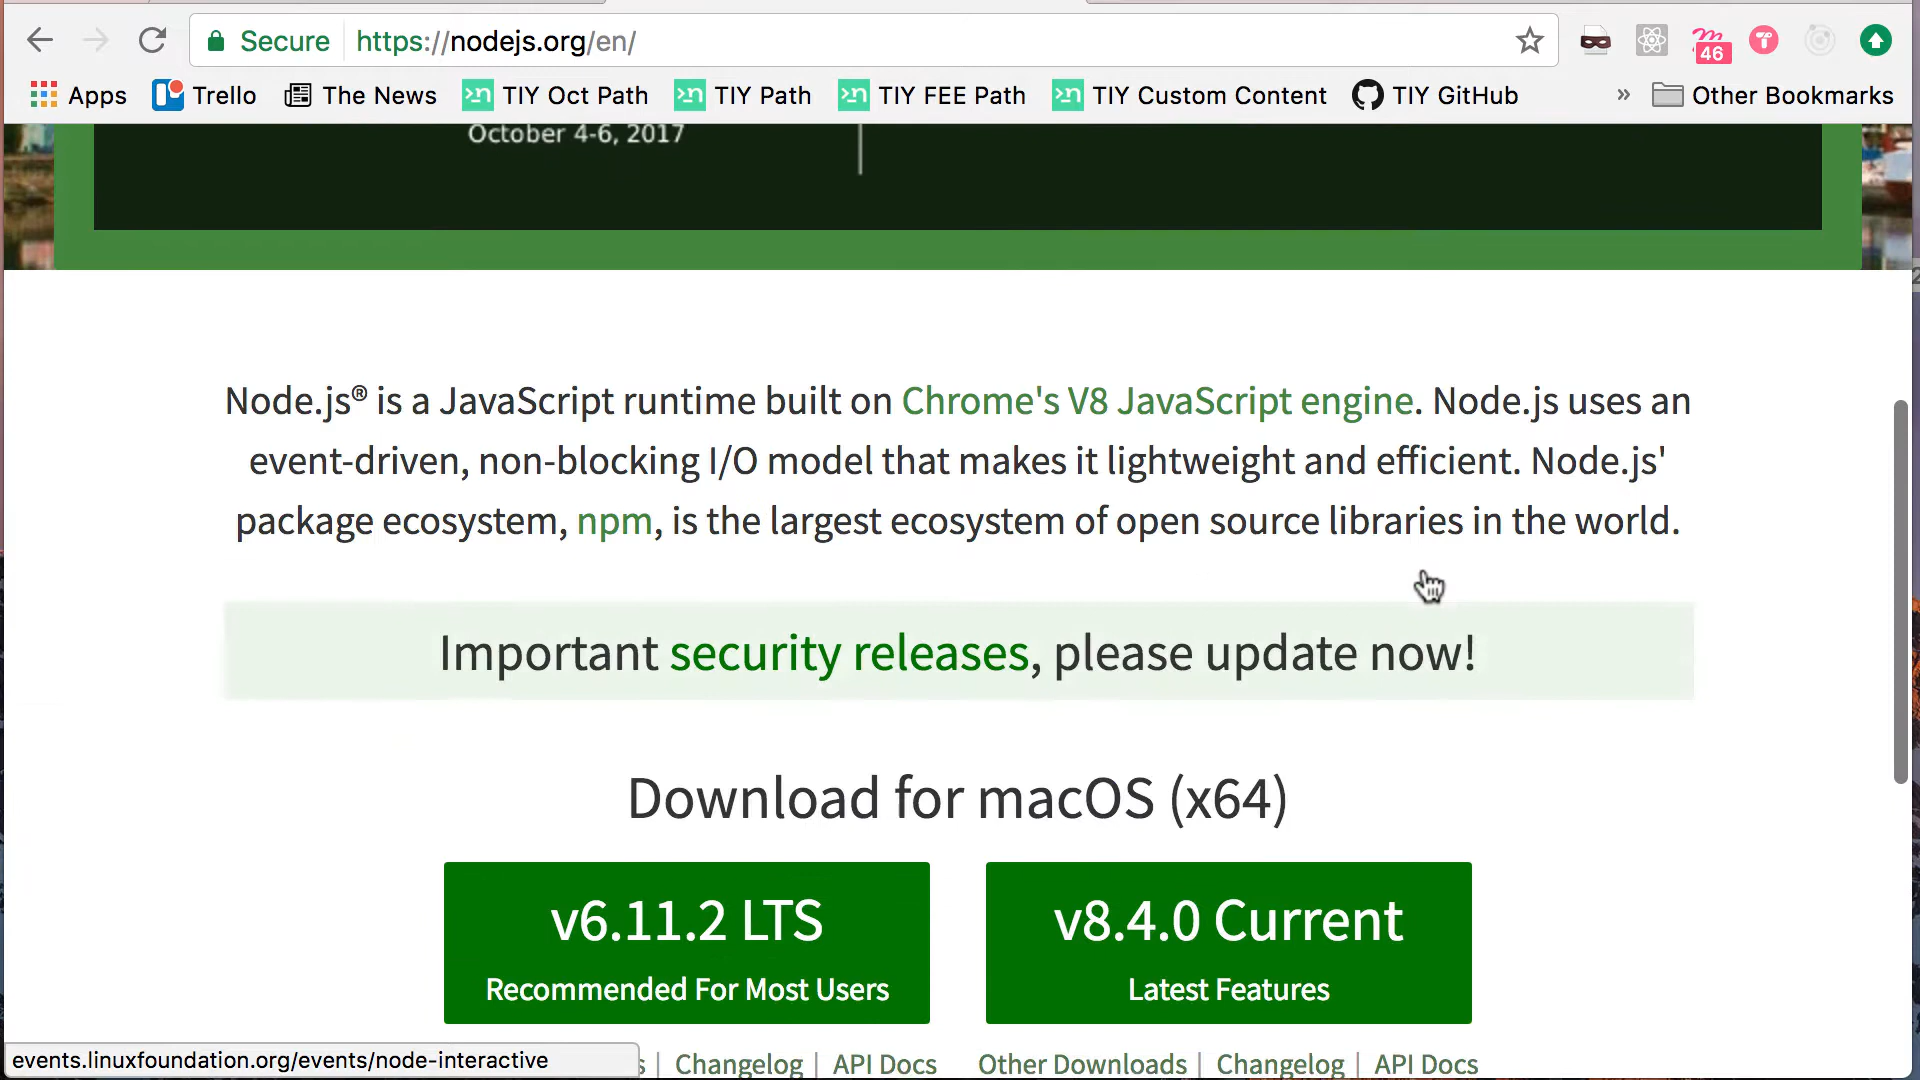 Secure https://nodejs.org/en/
46
Apps Trello The News TIY Oct Path TIY Path TIY FEE Path TIY Custom Content TIY GitHub » Other Bookmarks
October 4-6, 2017
Node.js® is a JavaScript runtime built on Chrome's V8 JavaScript engine. Node.js uses an
event-driven, non-blocking I/O model that makes it lightweight and efficient. Node.js'
package ecosystem, npm, is the largest ecosystem of open source libraries in the world.
Important security releases, please update now!
Download for macOS (x64)
v6.11.2 LTS
Recommended For Most Users
v8.4.0 Current
Latest Features
events.linuxfoundation.org/events/node-interactive
s | Changelog | API Docs
Other Downloads | Changelog | API Docs